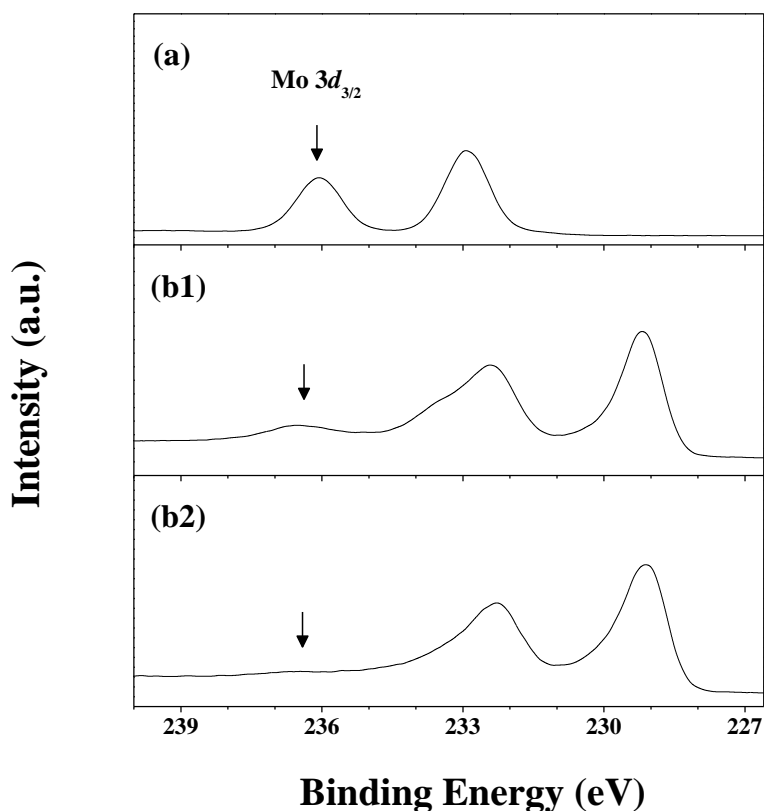 (a)
Mo 3d3/2
(b1)
(b2)
Intensity (a.u.)
239 236 233 230 227
Binding Energy (eV)